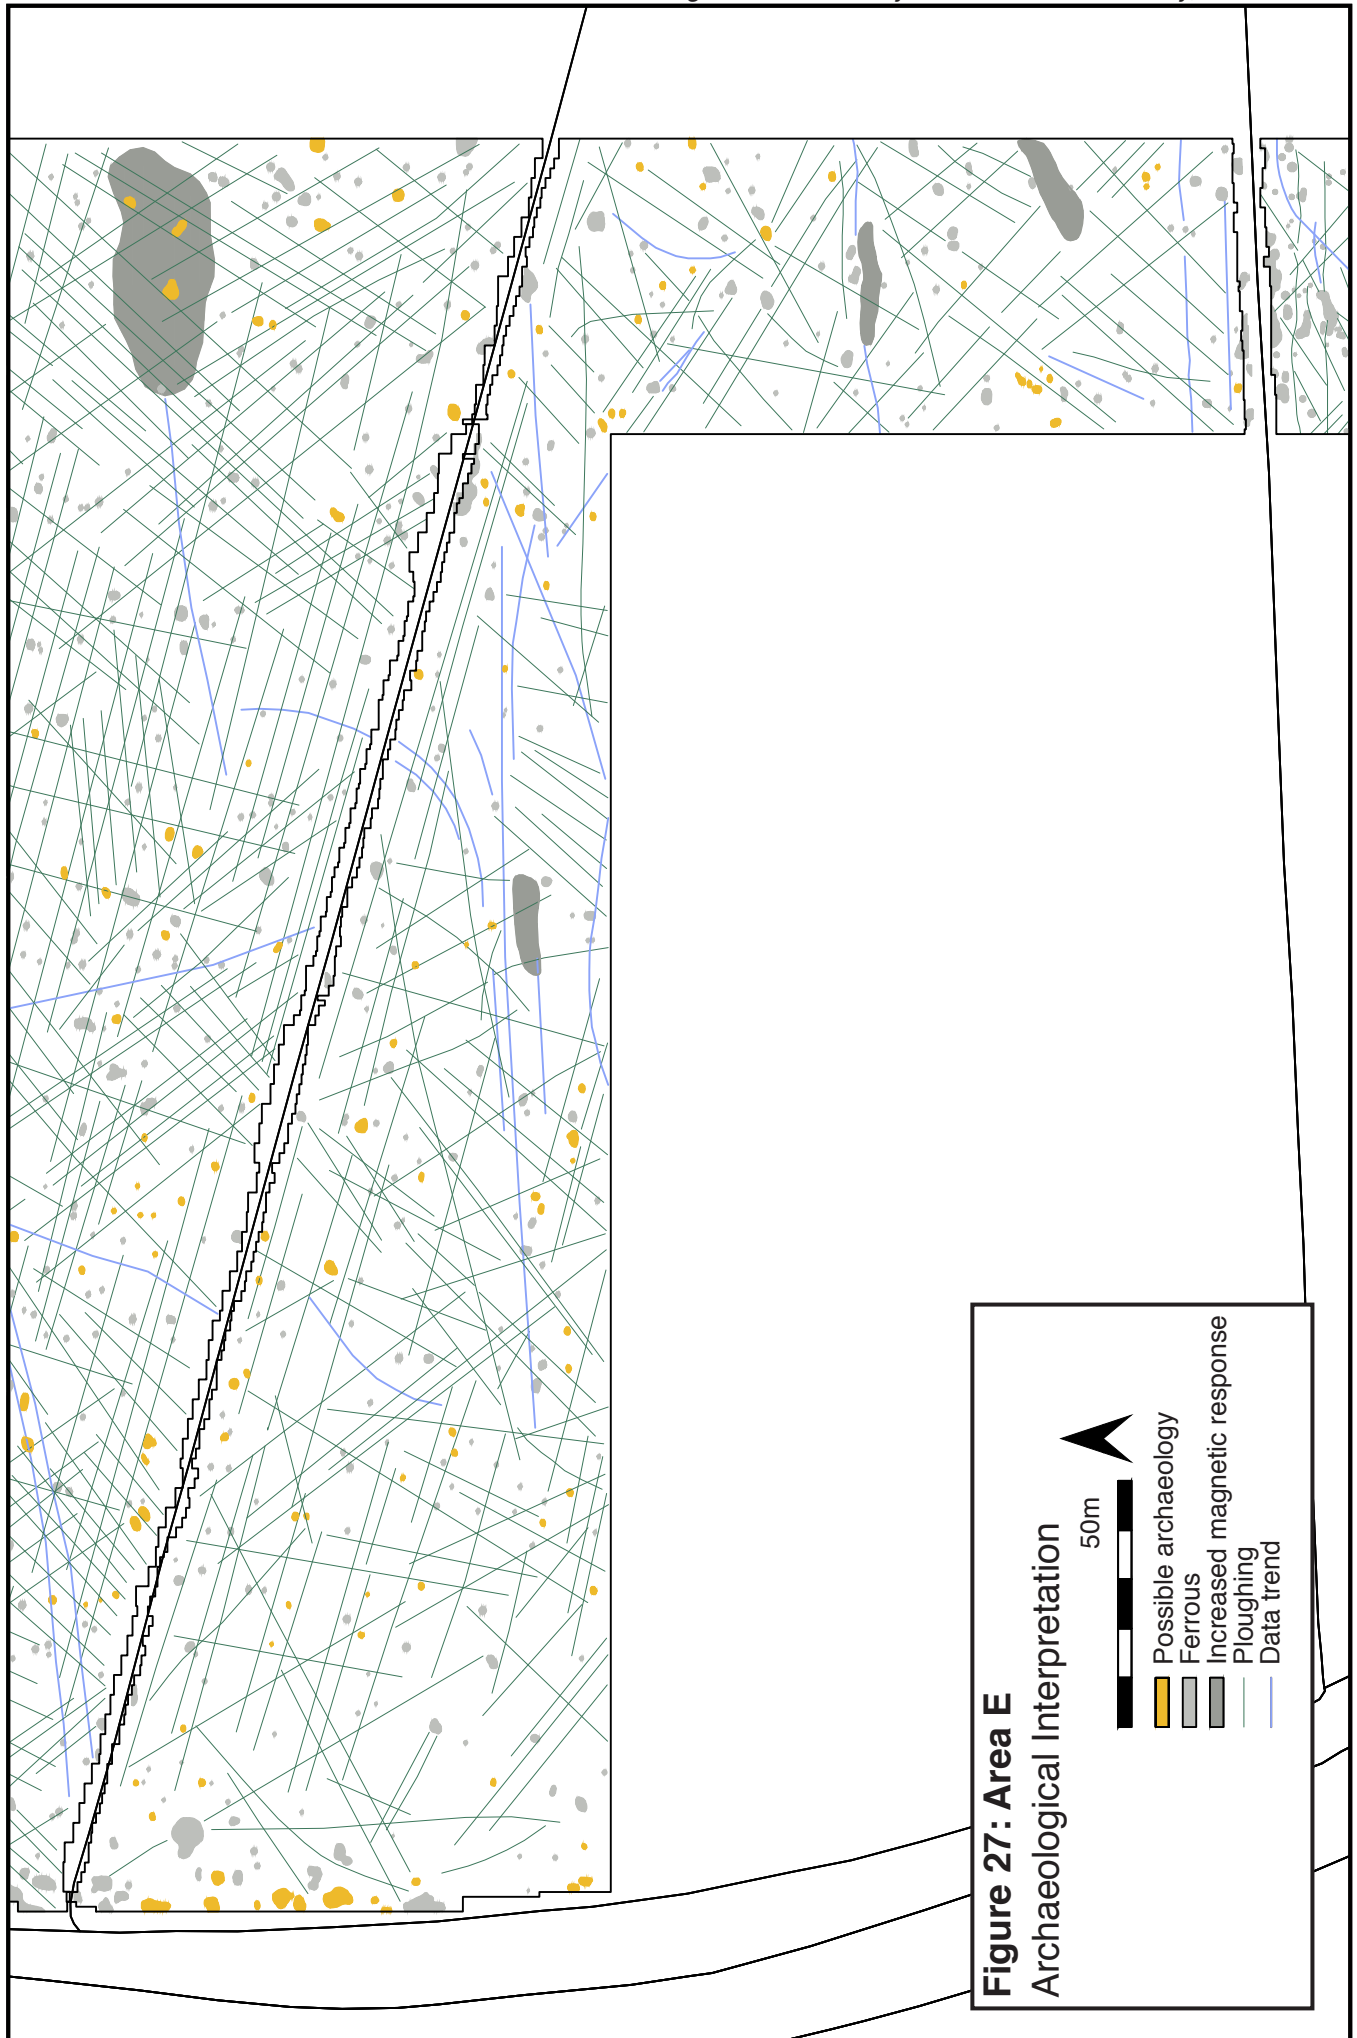 Figure 27: Area E
Archaeological Interpretation
50m
Possible archaeology
Ferrous
Increased magnetic response
Ploughing
Data trend